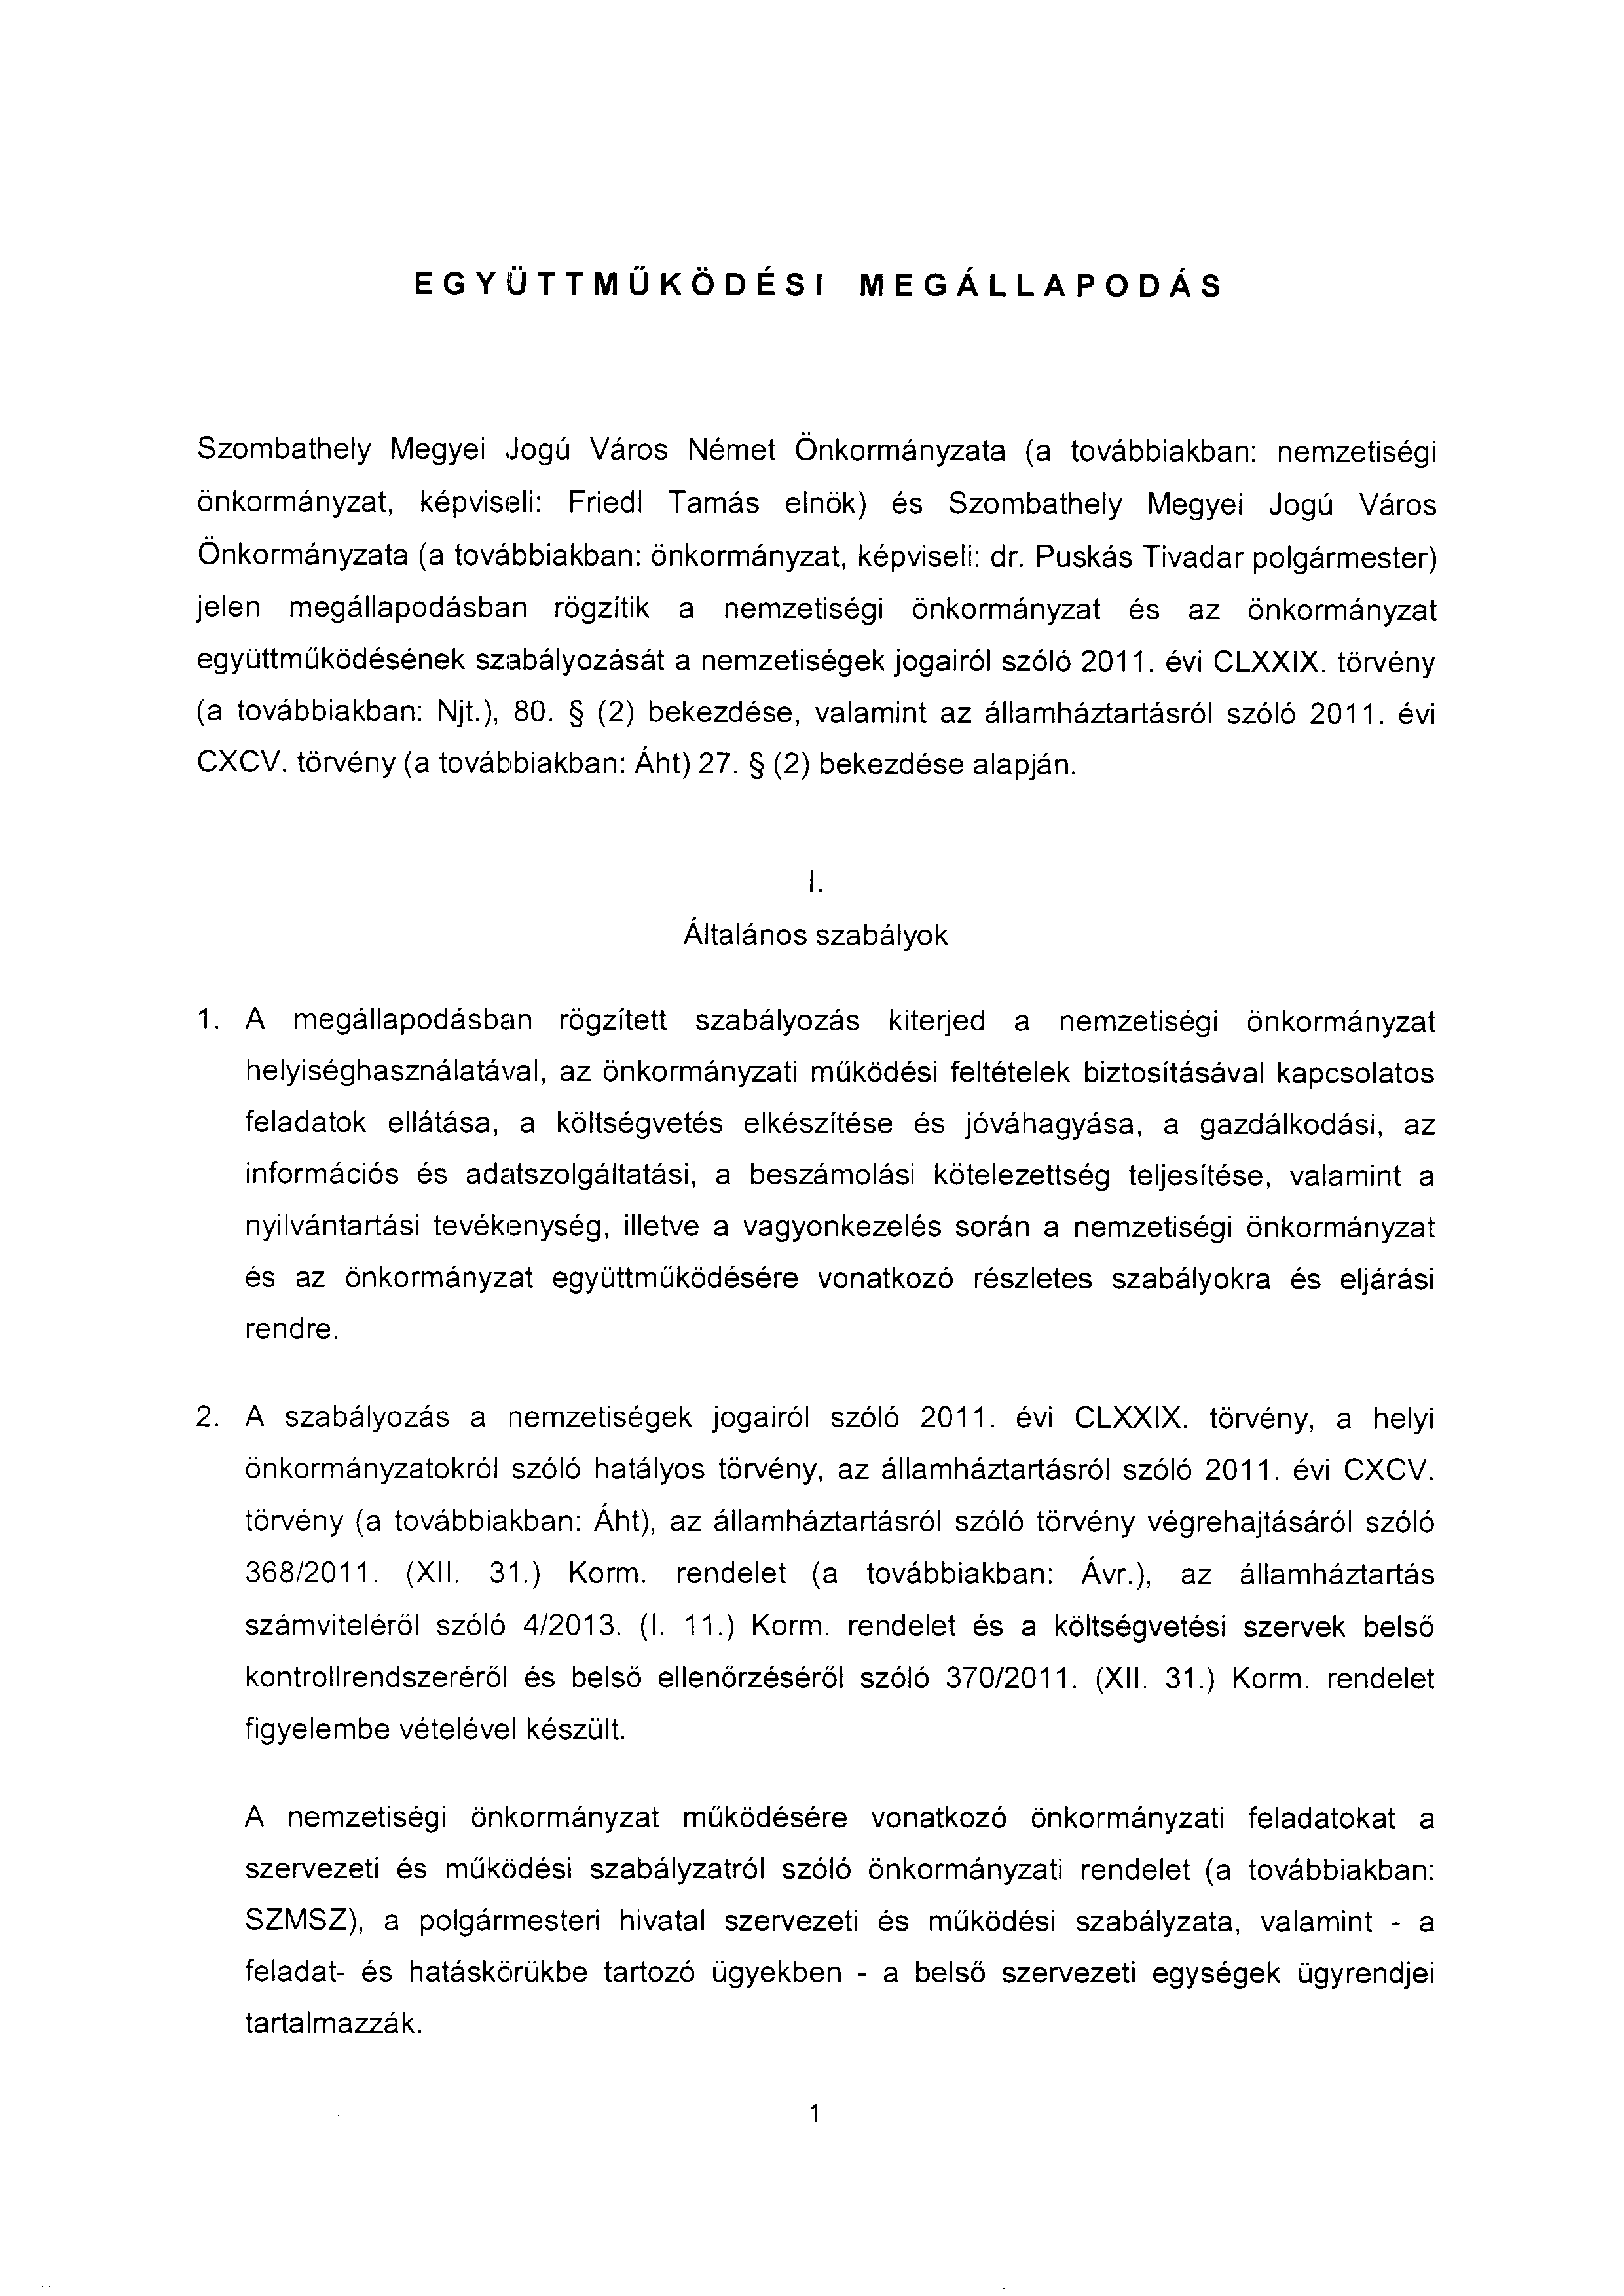 EGYÜTTMŰKÖDÉSI MEGÁLLAPODÁS
Szombathely Megyei Jogú Város Német Önkormányzata (a továbbiakban: nemzetiségi
önkormányzat, képviseli: Friedl Tamás elnök) és Szombathely Megyei Jogú Város
Önkormányzata (a továbbiakban: önkormányzat, képviseli: dr. Puskás Tivadar polgármester)
jelen megállapodásban rögzítik a nemzetiségi önkormányzat és az önkormányzat
együttműködésének szabályozását a nemzetiségek jogairól szóló 2011. évi CLXXIX. törvény
(a továbbiakban: Njt.), 80. § (2) bekezdése, valamint az államháztartásról szóló 2011. évi
CXCV. törvény (a továbbiakban: Áht) 27. § (2) bekezdése alapján.
I.
Általános szabályok
1. A megállapodásban rögzített szabályozás kiterjed a nemzetiségi önkormányzat
helyiséghasználatával, az önkormányzati működési feltételek biztosításával kapcsolatos
feladatok ellátása, a költségvetés elkészítése és jóváhagyása, a gazdálkodási, az
információs és adatszolgáltatási, a beszámolási kötelezettség teljesítése, valamint a
nyilvántartási tevékenység, illetve a vagyonkezelés során a nemzetiségi önkormányzat
és az önkormányzat együttműködésére vonatkozó részletes szabályokra és eljárási
rendre.
2. A szabályozás a nemzetiségek jogairól szóló 2011. évi CLXXIX. törvény, a helyi
önkormányzatokról szóló hatályos törvény, az államháztartásról szóló 2011. évi CXCV.
törvény (a továbbiakban: Áht), az államháztartásról szóló törvény végrehajtásáról szóló
368/2011. (XII. 31.) Korm. rendelet (a továbbiakban: Ávr.), az államháztartás
számviteléről szóló 4/2013. (I. 11.) Korm. rendelet és a költségvetési szervek belső
kontrollrendszeréről és belső ellenőrzéséről szóló 370/2011. (XII. 31.) Korm. rendelet
figyelembe vételével készült.
A nemzetiségi önkormányzat működésére vonatkozó önkormányzati feladatokat a
szervezeti és működési szabályzatról szóló önkormányzati rendelet (a továbbiakban:
SZMSZ), a polgármesteri hivatal szervezeti és működési szabályzata, valamint - a
feladat- és hatáskörükbe tartozó ügyekben - a belső szervezeti egységek ügyrendjei
tartalmazzák.
1